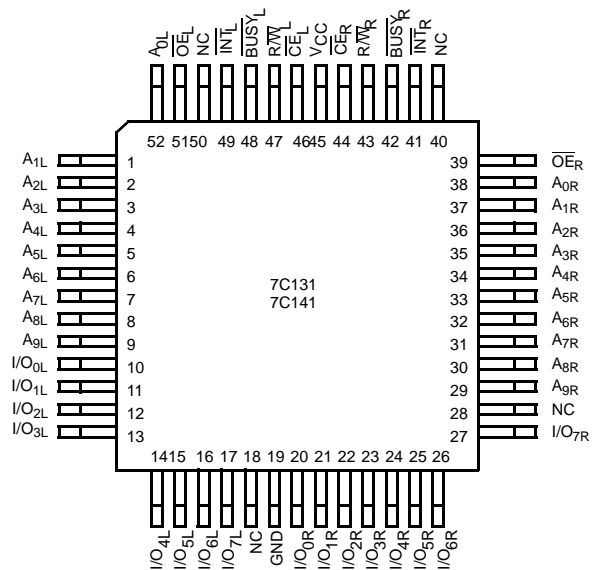 A0L
OEL
NC
INTL
BUSYL
R/WL
CEL
VCC
CER
R/WR
BUSYR
INTR
NC
52 51 50 49 48 47 46 45 44 43 42 41 40
A1L 1 39 OER
A2L 2 38 A0R
A3L 3 37 A1R
A4L 4 36 A2R
A5L 5 35 A3R
A6L 6 34 A4R
7C131
A7L 7 33 A5R
7C141
A8L 8 32 A6R
A9L 9 31 A7R
I/O0L 10 30 A8R
I/O1L 11 29 A9R
I/O2L 12 28 NC
I/O3L 13 27 I/O7R
14 15 16 17 18 19 20 21 22 23 24 25 26
I/O4L
I/O5L
I/O6L
I/O7L
NC
GND
I/O0R
I/O1R
I/O2R
I/O3R
I/O4R
I/O5R
I/O6R